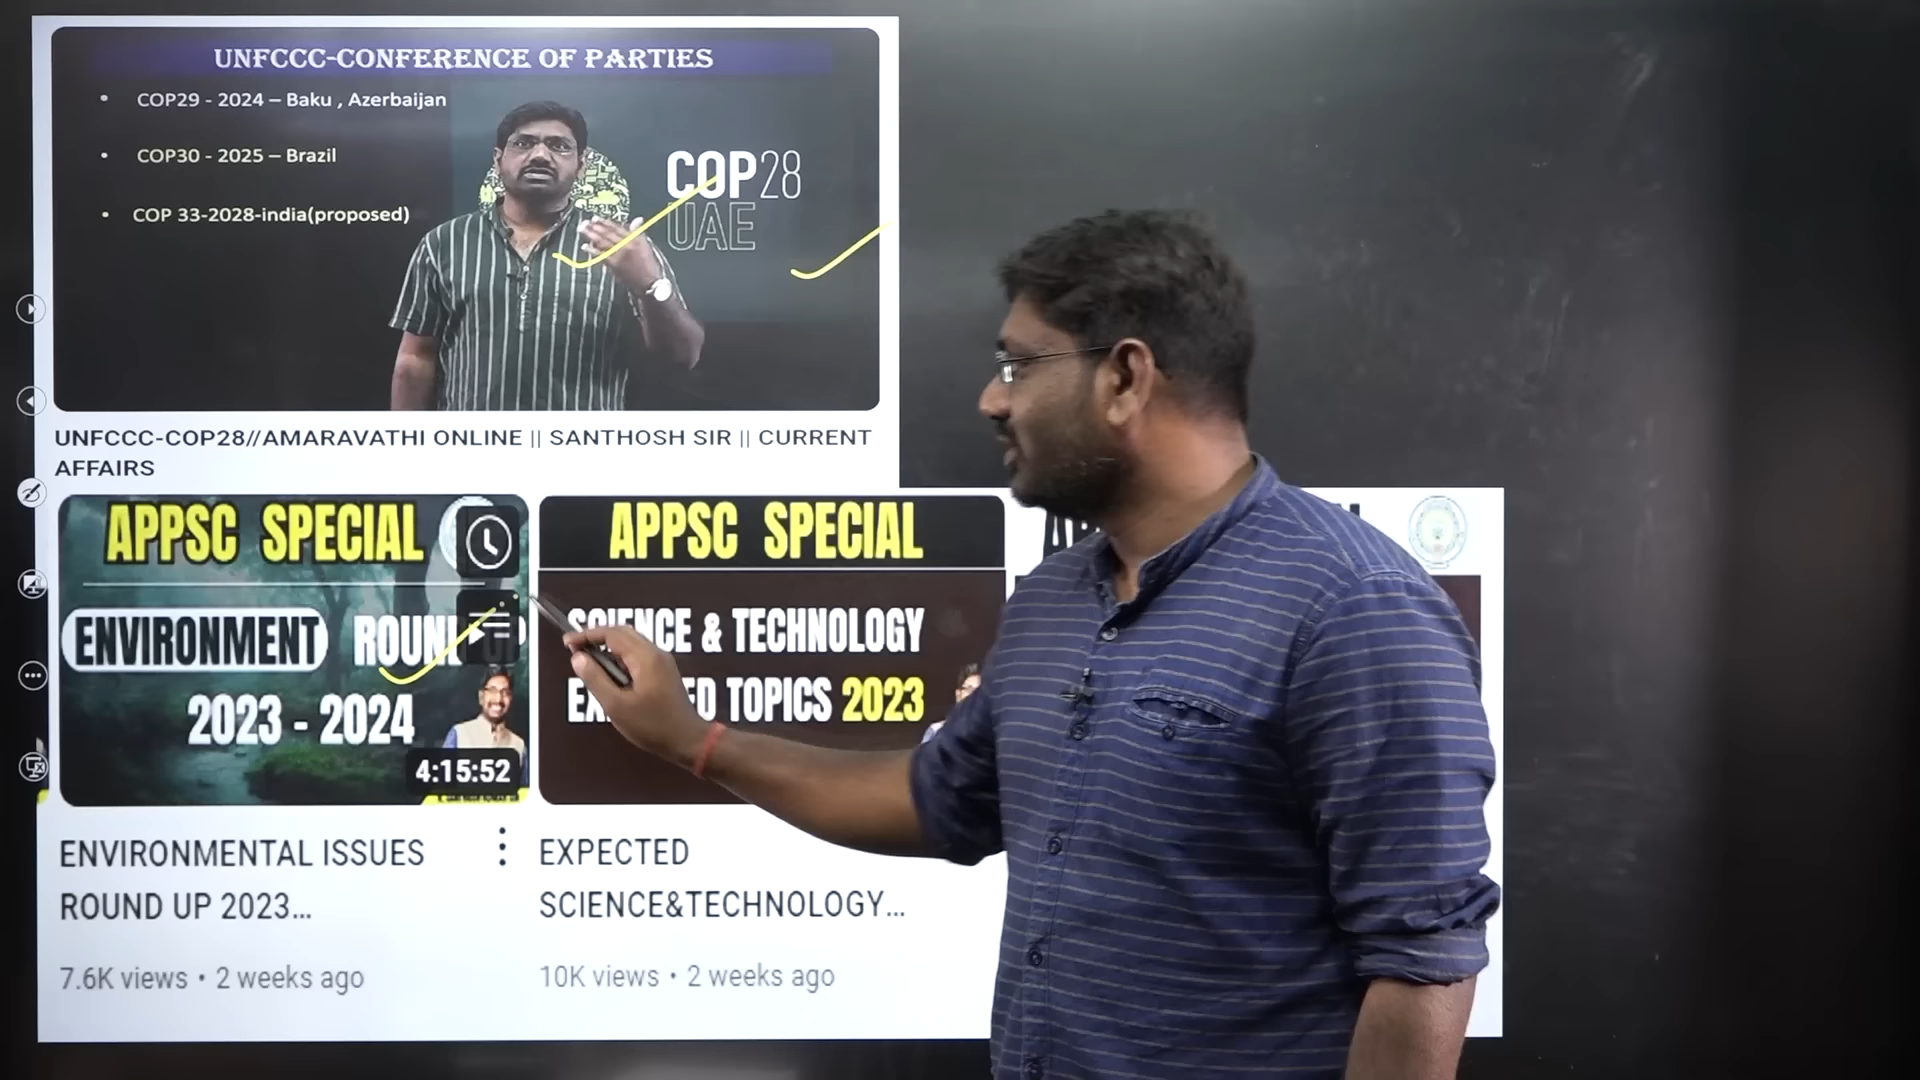 UNFCCC-CONFERENCE OF PARTIES
• COP29 - 2024 – Baku , Azerbaijan
• COP30 - 2025 – Brazil
• COP 33-2028-india(proposed)
COP28
UAE
UNFCCC-COP28//AMARAVATHI ONLINE || SANTHOSH SIR || CURRENT
AFFAIRS
APPSC SPECIAL
ENVIRONMENT
2023 - 2024
4:15:52
ENVIRONMENTAL ISSUES
ROUND UP 2023...
7.6K views • 2 weeks ago
APPSC SPECIAL
SCIENCE & TECHNOLOGY
TOPICS 2023
EXPECTED
SCIENCE&TECHNOLOGY...
10K views • 2 weeks ago